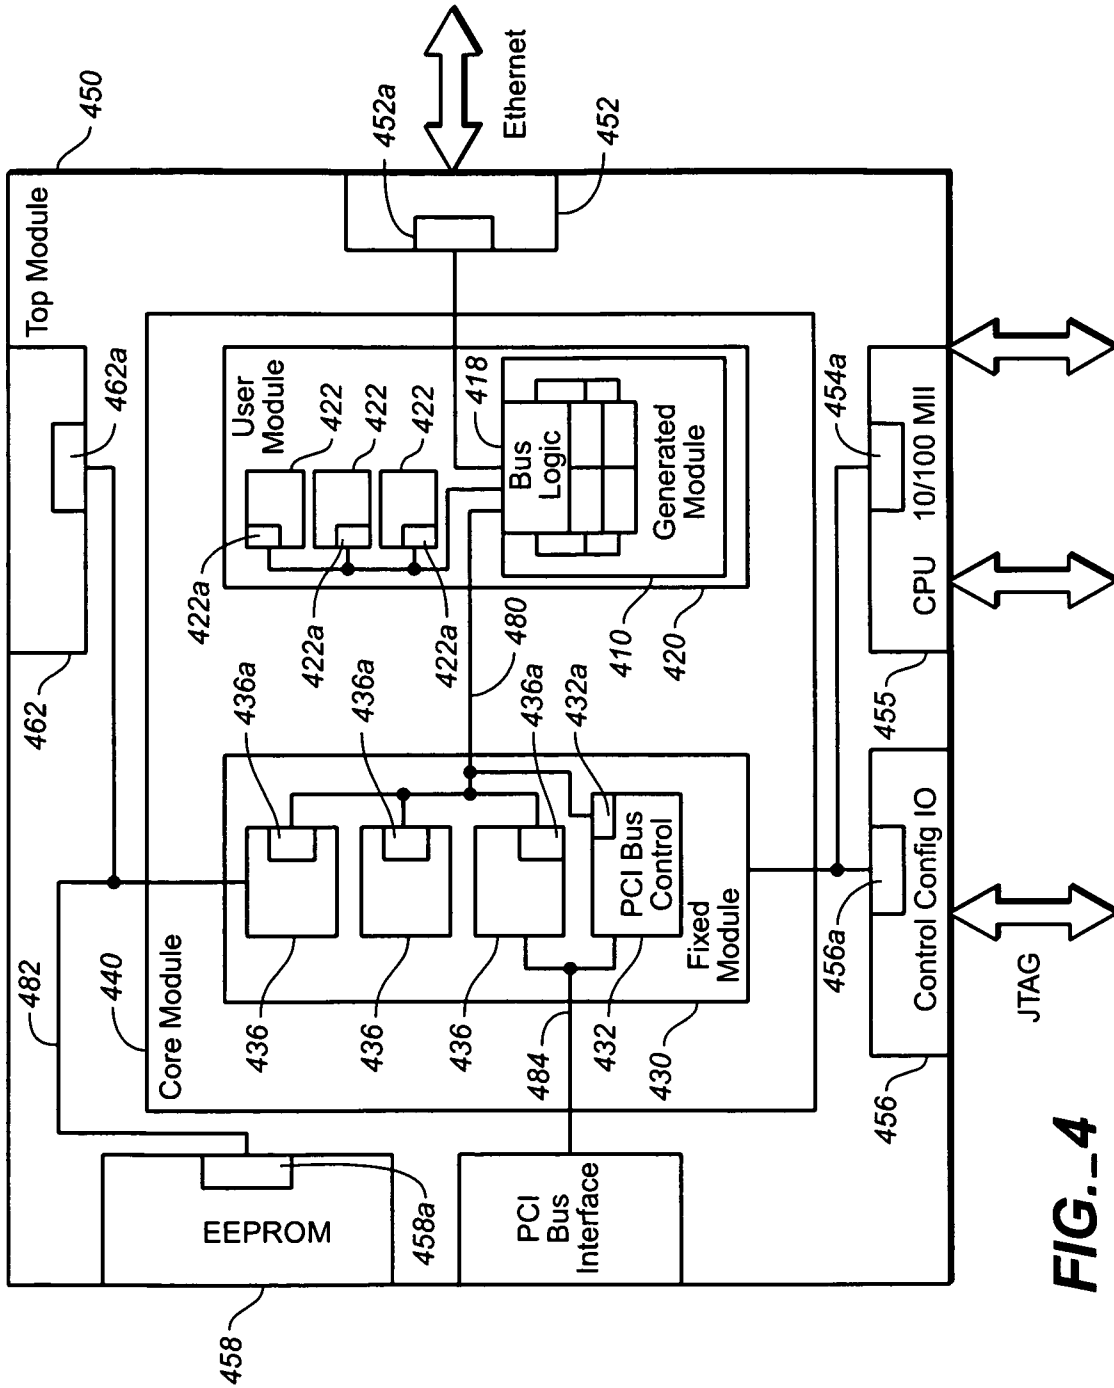 458
482
440
462
462a
Top Module
450
EEPROM
458a
Core Module
436a
422a
User
Module
422
436
436a
422a
422
422a
422
452a
Ethernet
436
480
418
452
PCI
Bus
Interface
484
436
436a
Bus
Logic
432
PCI Bus
Control
432a
410
Generated
Module
430
Fixed
Module
420
456
456a
Control Config IO
455
CPU
10/100 MII
454a
JTAG
FIG._4